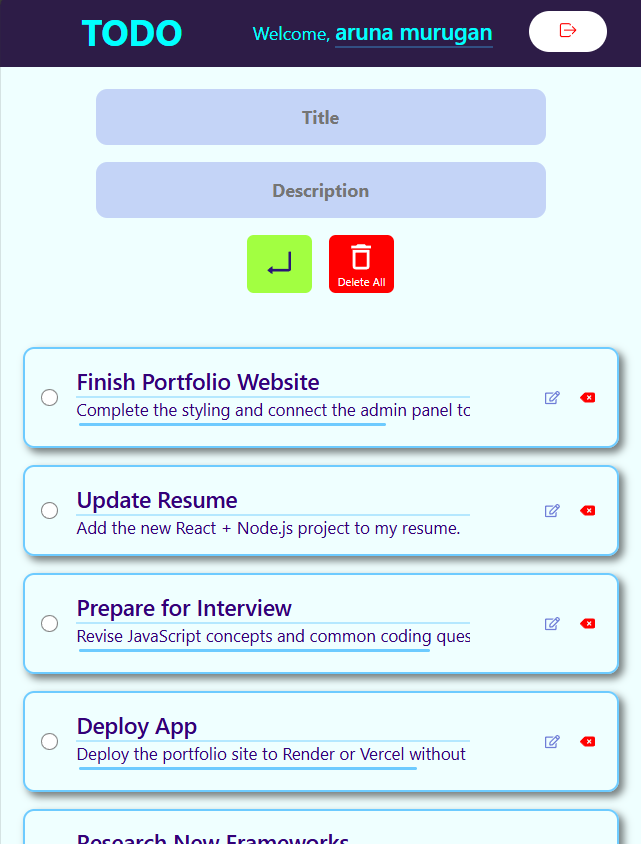 TODO
Welcome, aruna murugan
Title
Description
Delete All
Finish Portfolio Website
Complete the styling and connect the admin panel to
Update Resume
Add the new React + Node.js project to my resume.
Prepare for Interview
Revise JavaScript concepts and common coding ques
Deploy App
Deploy the portfolio site to Render or Vercel without
Research New Frameworks